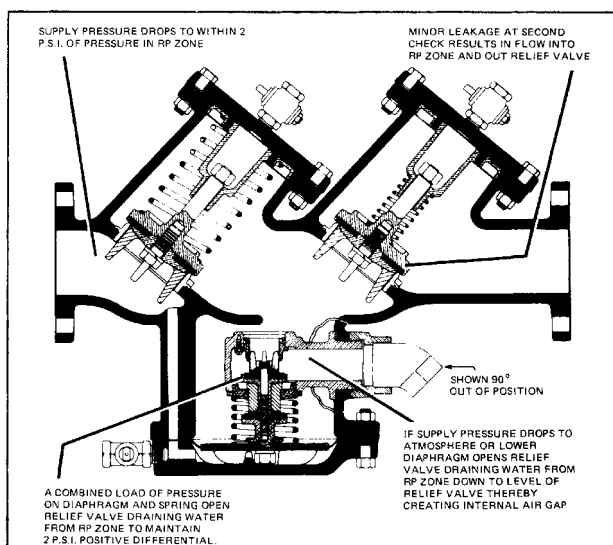 SUPPLY PRESSURE DROPS TO WITHIN 2
P.S.I. OF PRESSURE IN RP ZONE
MINOR LEAKAGE AT SECOND
CHECK RESULTS IN FLOW INTO
RP ZONE AND OUT RELIEF VALVE
SHOWN 90°
OUT OF POSITION
A COMBINED LOAD OF PRESSURE
ON DIAPHRAGM AND SPRING OPEN
RELIEF VALVE DRAINING WATER
FROM RP ZONE TO MAINTAIN
2 P.S.I. POSITIVE DIFFERENTIAL.
IF SUPPLY PRESSURE DROPS TO
ATMOSPHERE OR LOWER
DIAPHRAGM OPENS RELIEF
VALVE DRAINING WATER FROM
RP ZONE DOWN TO LEVEL OF
RELIEF VALVE THEREBY
CREATING INTERNAL AIR GAP